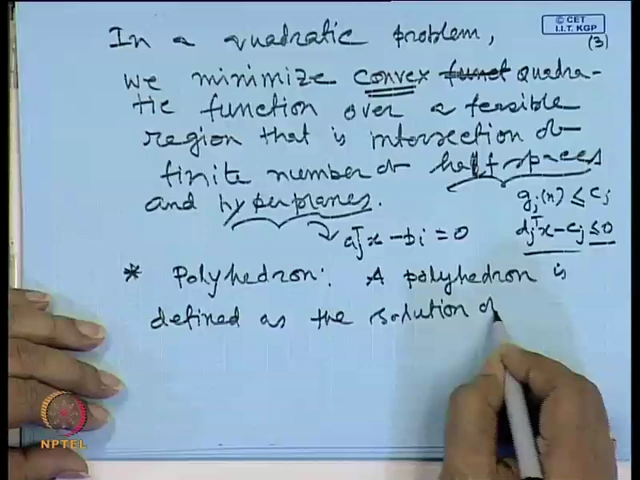 © CET
I.I.T. KGP
In a quadratic problem,
(3)
we minimize convex funct quadra-
tic function over a feasible
region that is intersection of
finite number of halfspaces
and hyperplanes.
gj(x) ≤ cj
ajᵀx - bi = 0
djᵀx - cj ≤ 0
* Polyhedron: A polyhedron is
defined as the solution of
NPTEL